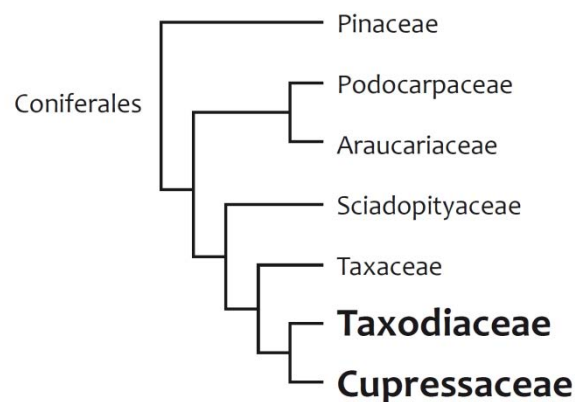 Pinaceae
Podocarpaceae
Coniferales
Araucariaceae
Sciadopityaceae
Taxaceae
Taxodiaceae
Cupressaceae